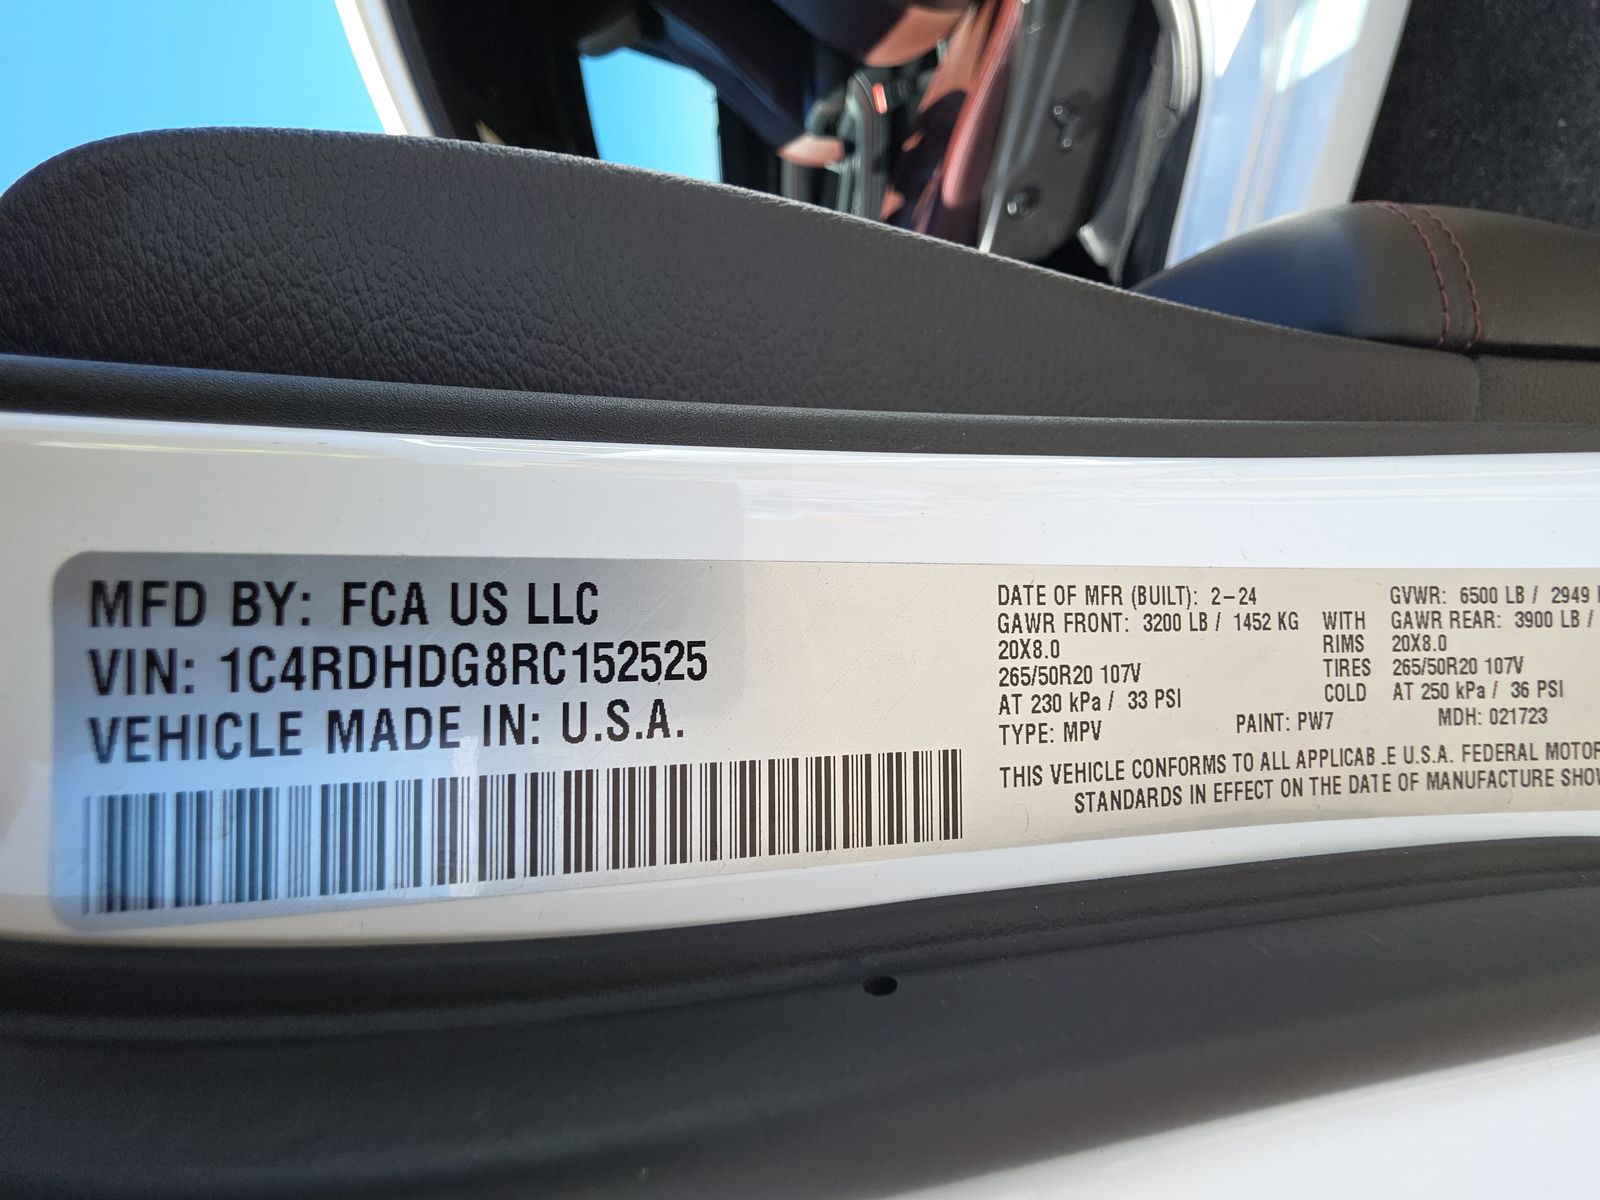 MFD BY: FCA US LLC
VIN: 1C4RDHDG8RC152525
VEHICLE MADE IN: U.S.A.
DATE OF MFR (BUILT): 2-24 GVWR: 6500 LB / 2949
GAWR FRONT: 3200 LB / 1452 KG WITH GAWR REAR: 3900 LB /
20X8.0 RIMS 20X8.0
265/50R20 107V TIRES 265/50R20 107V
AT 230 kPa / 33 PSI COLD AT 250 kPa / 36 PSI
TYPE: MPV PAINT: PW7 MDH: 021723
THIS VEHICLE CONFORMS TO ALL APPLICAB.E U.S.A. FEDERAL MOTOR
STANDARDS IN EFFECT ON THE DATE OF MANUFACTURE